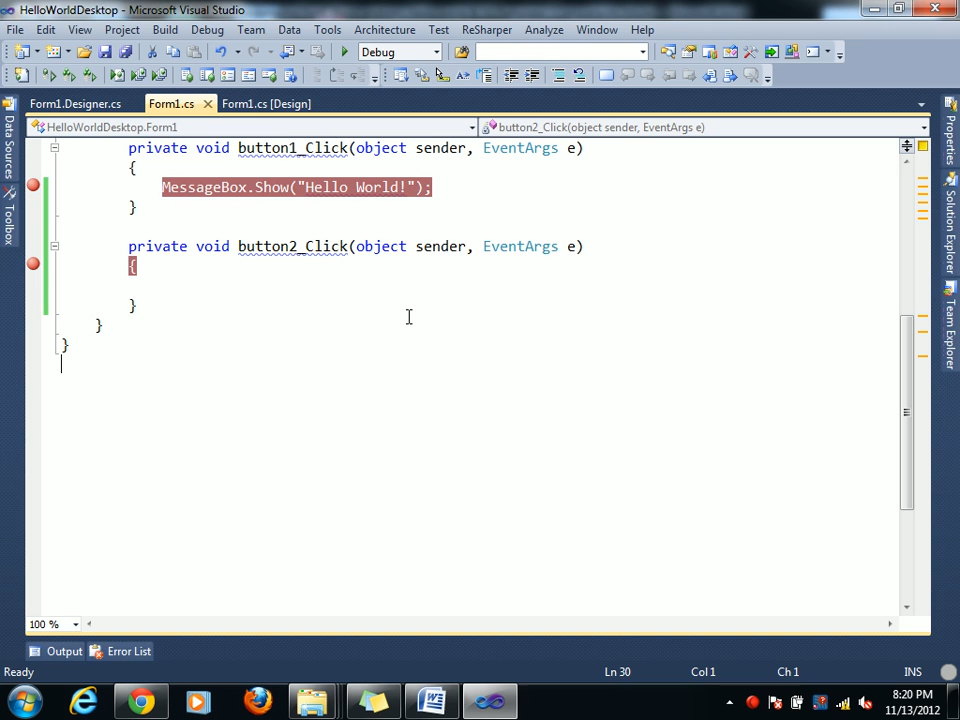 HelloWorldDesktop - Microsoft Visual Studio
File Edit View Project Build Debug Team Data Tools Architecture Test ReSharper Analyze Window Help
Debug
Form1.Designer.cs Form1.cs Form1.cs [Design]
HelloWorldDesktop.Form1 button2_Click(object sender, EventArgs e)
private void button1_Click(object sender, EventArgs e)
{
MessageBox.Show("Hello World!");
}
private void button2_Click(object sender, EventArgs e)
{
}
}
}
Data Sources
Toolbox
Properties
Solution Explorer
Team Explorer
100 %
Output Error List
Ready Ln 30 Col 1 Ch 1 INS
8:20 PM
11/13/2012